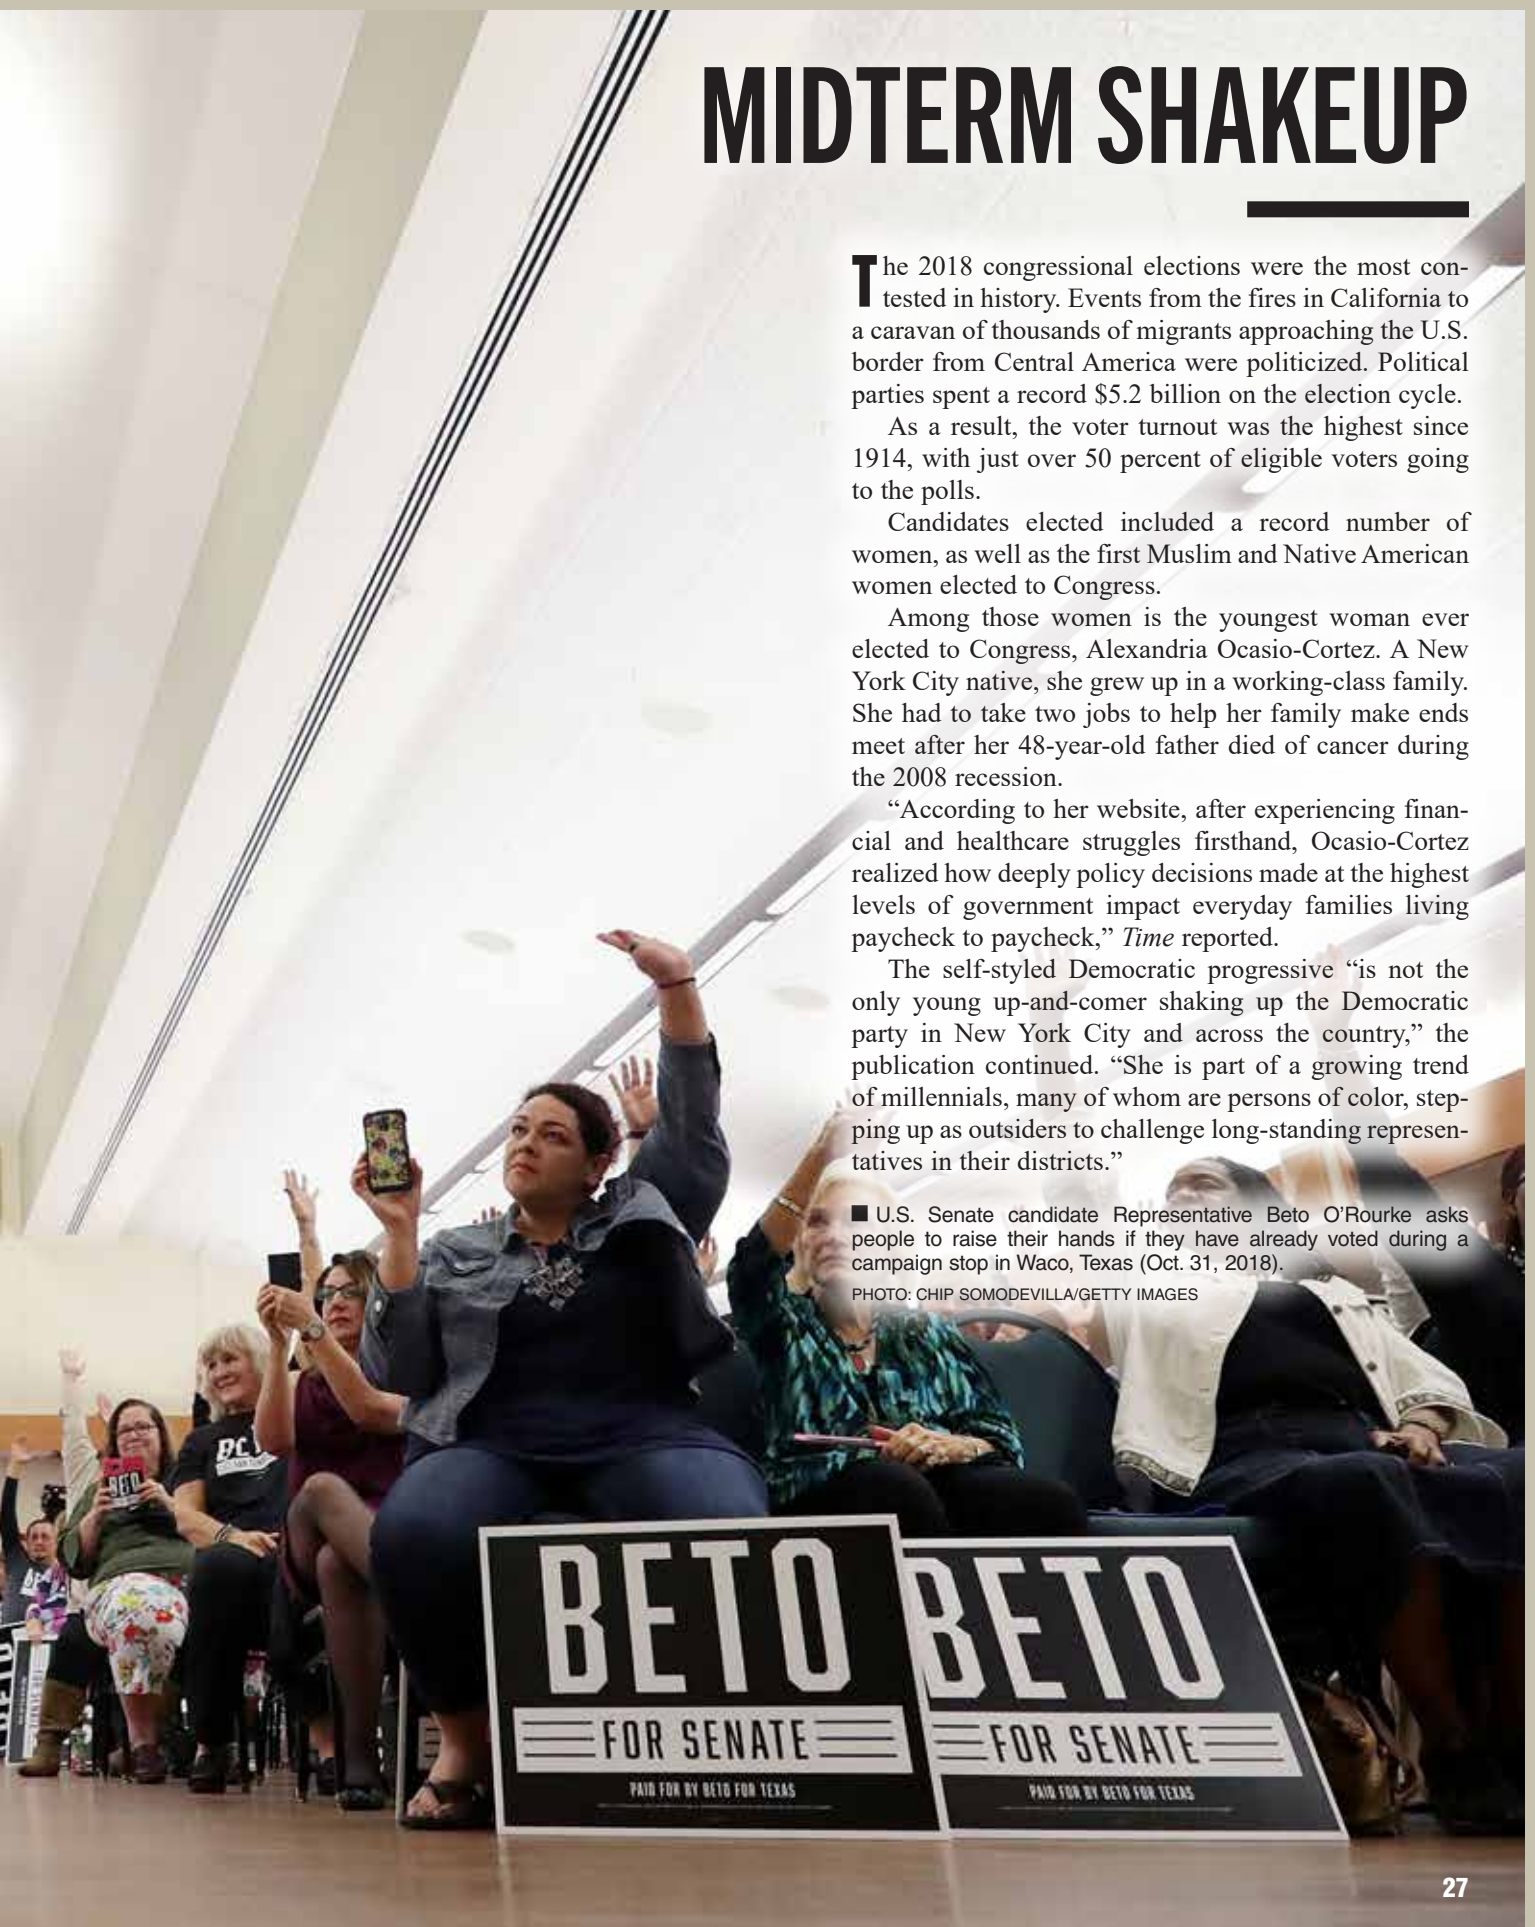 MIDTERM SHAKEUP
The 2018 congressional elections were the most con-
tested in history. Events from the fires in California to
a caravan of thousands of migrants approaching the U.S.
border from Central America were politicized. Political
parties spent a record $5.2 billion on the election cycle.
As a result, the voter turnout was the highest since
1914, with just over 50 percent of eligible voters going
to the polls.
Candidates elected included a record number of
women, as well as the first Muslim and Native American
women elected to Congress.
Among those women is the youngest woman ever
elected to Congress, Alexandria Ocasio-Cortez. A New
York City native, she grew up in a working-class family.
She had to take two jobs to help her family make ends
meet after her 48-year-old father died of cancer during
the 2008 recession.
“According to her website, after experiencing finan-
cial and healthcare struggles firsthand, Ocasio-Cortez
realized how deeply policy decisions made at the highest
levels of government impact everyday families living
paycheck to paycheck,” Time reported.
The self-styled Democratic progressive “is not the
only young up-and-comer shaking up the Democratic
party in New York City and across the country,” the
publication continued. “She is part of a growing trend
of millennials, many of whom are persons of color, step-
ping up as outsiders to challenge long-standing represen-
tatives in their districts.”
■ U.S. Senate candidate Representative Beto O’Rourke asks
people to raise their hands if they have already voted during a
campaign stop in Waco, Texas (Oct. 31, 2018).
PHOTO: CHIP SOMODEVILLA/GETTY IMAGES
BETO
BETO
FOR SENATE
PAID FOR BY BETO FOR TEXAS
BETO
FOR SENATE
PAID FOR BY BETO FOR TEXAS
27